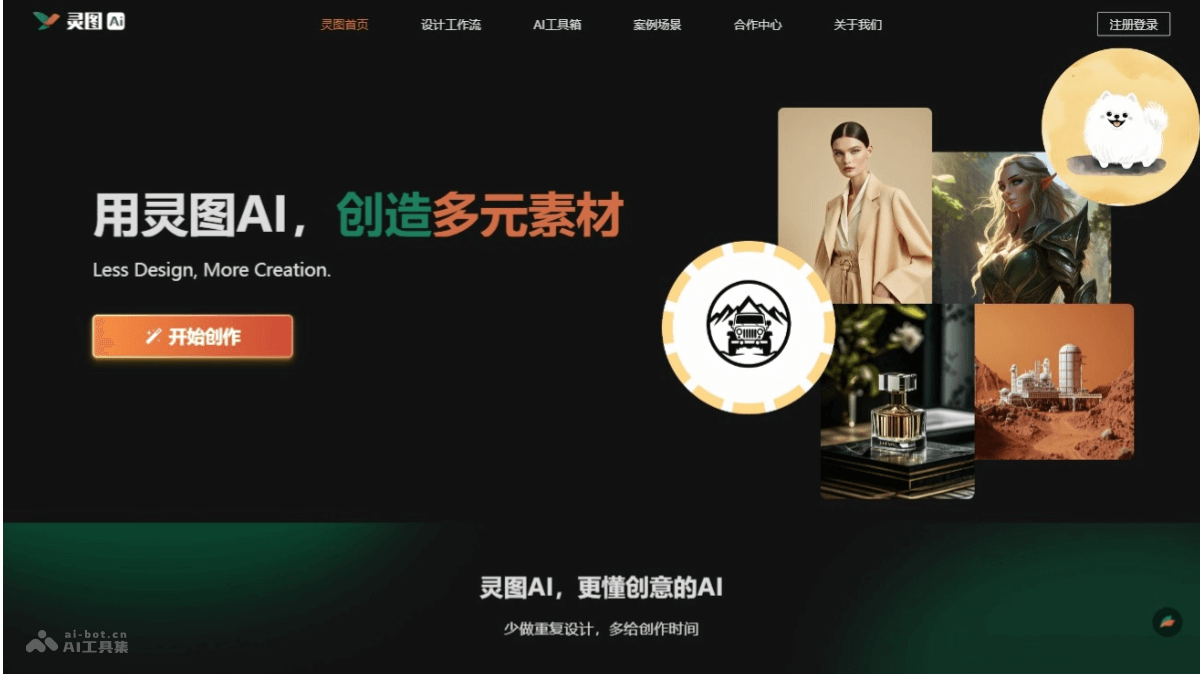 灵图 Ai
灵图首页 设计工作流 AI工具箱 案例场景 合作中心 关于我们 注册登录
用灵图AI，创造多元素材
Less Design, More Creation.
开始创作
灵图AI，更懂创意的AI
少做重复设计，多给创作时间
ai-bot.cn
AI工具集